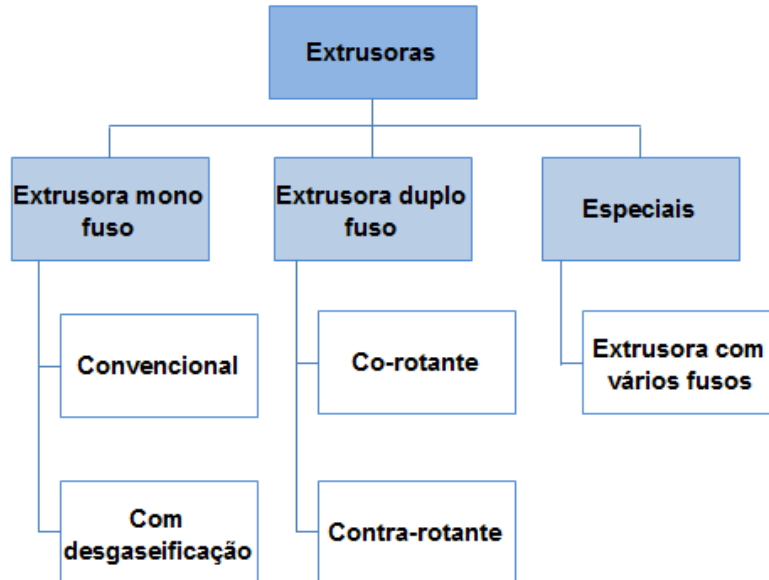 Extrusoras
Extrusora mono
fuso
Extrusora duplo
fuso
Especiais
Convencional
Co-rotante
Extrusora com
vários fusos
Com
desgaseificação
Contra-rotante